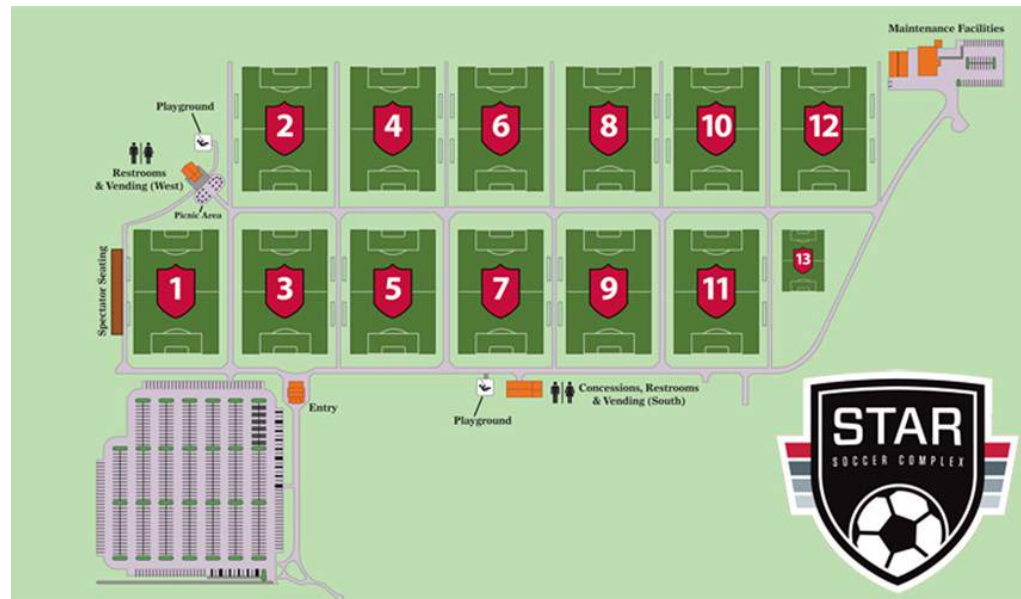 Maintenance Facilities
Playground
2
4
6
8
10
12
Restrooms
& Vending (West)
Picnic Area
Spectator Seating
1
3
5
7
9
11
13
Entry
Playground
Concessions, Restrooms
& Vending (South)
STAR
SOCCER COMPLEX